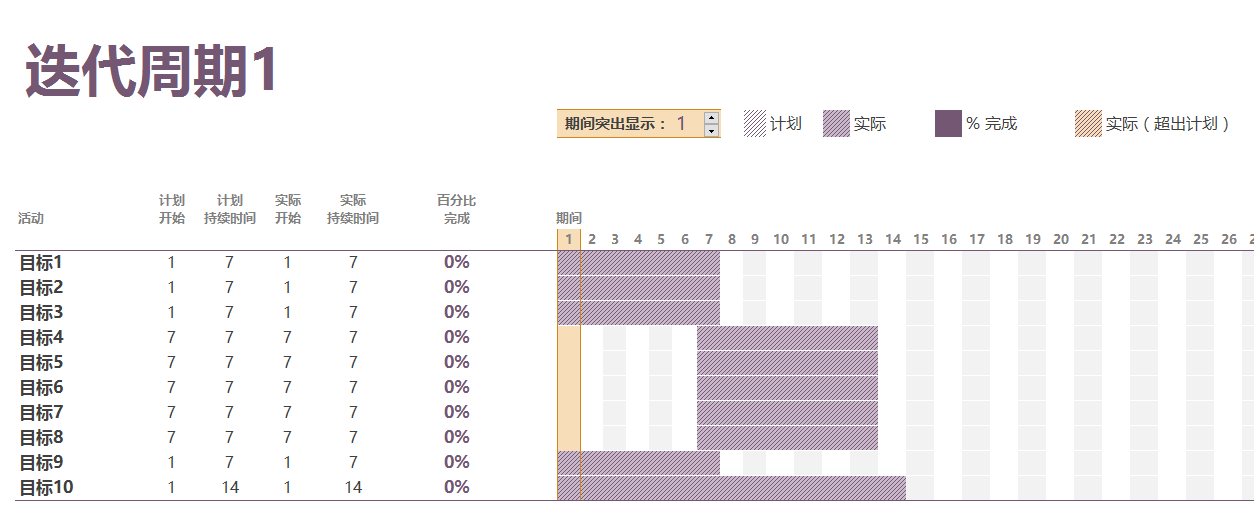 迭代周期1
期间突出显示： 1 计划 实际 % 完成 实际（超出计划）
计划 计划 实际 实际 百分比
活动 开始 持续时间 开始 持续时间 完成 期间
1 2 3 4 5 6 7 8 9 10 11 12 13 14 15 16 17 18 19 20 21 22 23 24 25 26
目标1 1 7 1 7 0%
目标2 1 7 1 7 0%
目标3 1 7 1 7 0%
目标4 7 7 7 7 0%
目标5 7 7 7 7 0%
目标6 7 7 7 7 0%
目标7 7 7 7 7 0%
目标8 7 7 7 7 0%
目标9 1 7 1 7 0%
目标10 1 14 1 14 0%